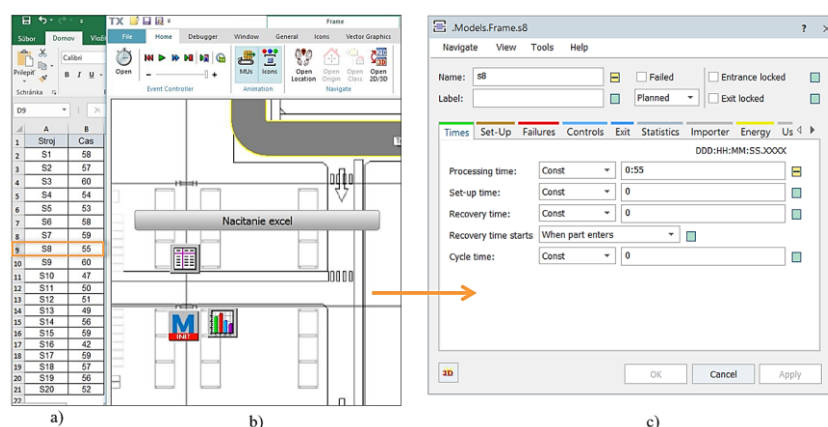 Súbor Domov Vloži
Prilepiť Calibri
B I U
Schránka
D9
A B
1 Stroj Cas
2 S1 58
3 S2 57
4 S3 60
5 S4 54
6 S5 53
7 S6 58
8 S7 59
9 S8 55
10 S9 60
11 S10 47
12 S11 50
13 S12 51
14 S13 49
15 S14 56
16 S15 59
17 S16 42
18 S17 59
19 S18 57
20 S19 56
21 S20 52
22
a)
TX Frame
File Home Debugger Window General Icons Vector Graphics
Open MUs Icons Open Location Open Origin Open Class Open 2D/3D
Event Controller Animation Navigate
Nacitanie excel
M
INIT
b)
.Models.Frame.s8 ?
Navigate View Tools Help
Name: s8 Failed Entrance locked
Label: Planned Exit locked
Times Set-Up Failures Controls Exit Statistics Importer Energy Us
DDD:HH:MM:SS.XXXX
Processing time: Const 0:55
Set-up time: Const 0
Recovery time: Const 0
Recovery time starts When part enters
Cycle time: Const 0
3D OK Cancel Apply
c)